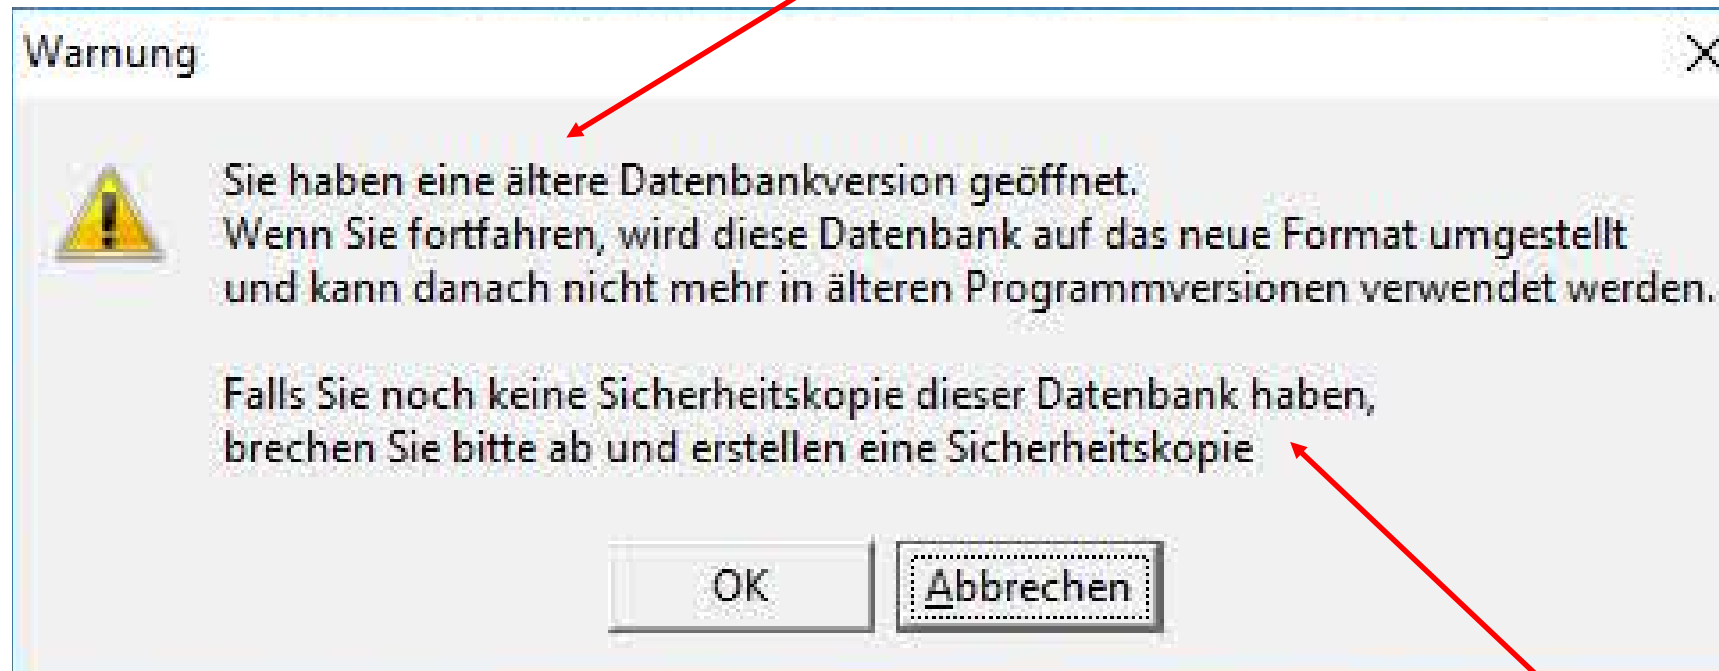 Warnung
Sie haben eine ältere Datenbankversion geöffnet.
Wenn Sie fortfahren, wird diese Datenbank auf das neue Format umgestellt
und kann danach nicht mehr in älteren Programmversionen verwendet werden.
Falls Sie noch keine Sicherheitskopie dieser Datenbank haben,
brechen Sie bitte ab und erstellen eine Sicherheitskopie
OK Abbrechen